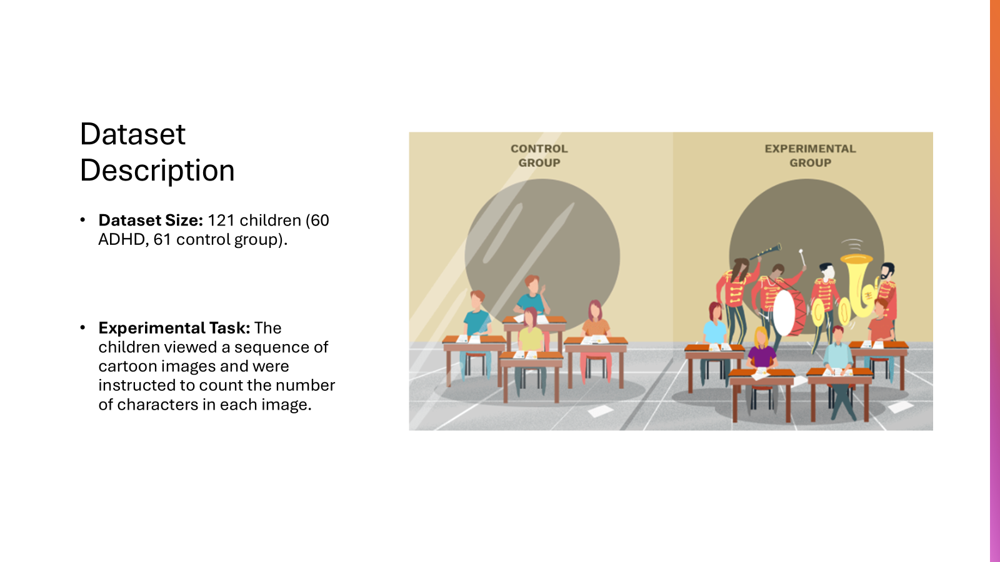 Dataset
Description
• Dataset Size: 121 children (60
ADHD, 61 control group).
• Experimental Task: The
children viewed a sequence of
cartoon images and were
instructed to count the number
of characters in each image.
CONTROL
GROUP
EXPERIMENTAL
GROUP